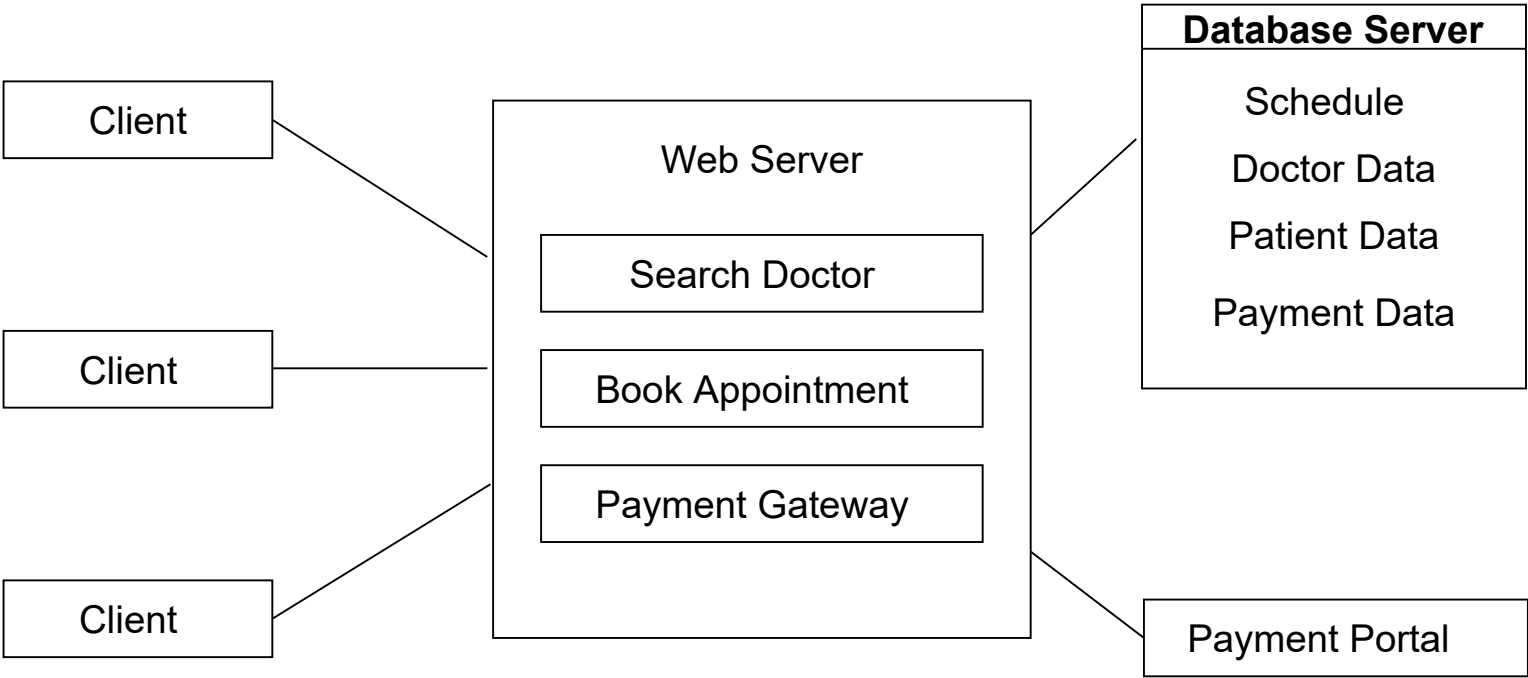 Client
Client
Client
Web Server
Search Doctor
Book Appointment
Payment Gateway
Database Server
Schedule
Doctor Data
Patient Data
Payment Data
Payment Portal